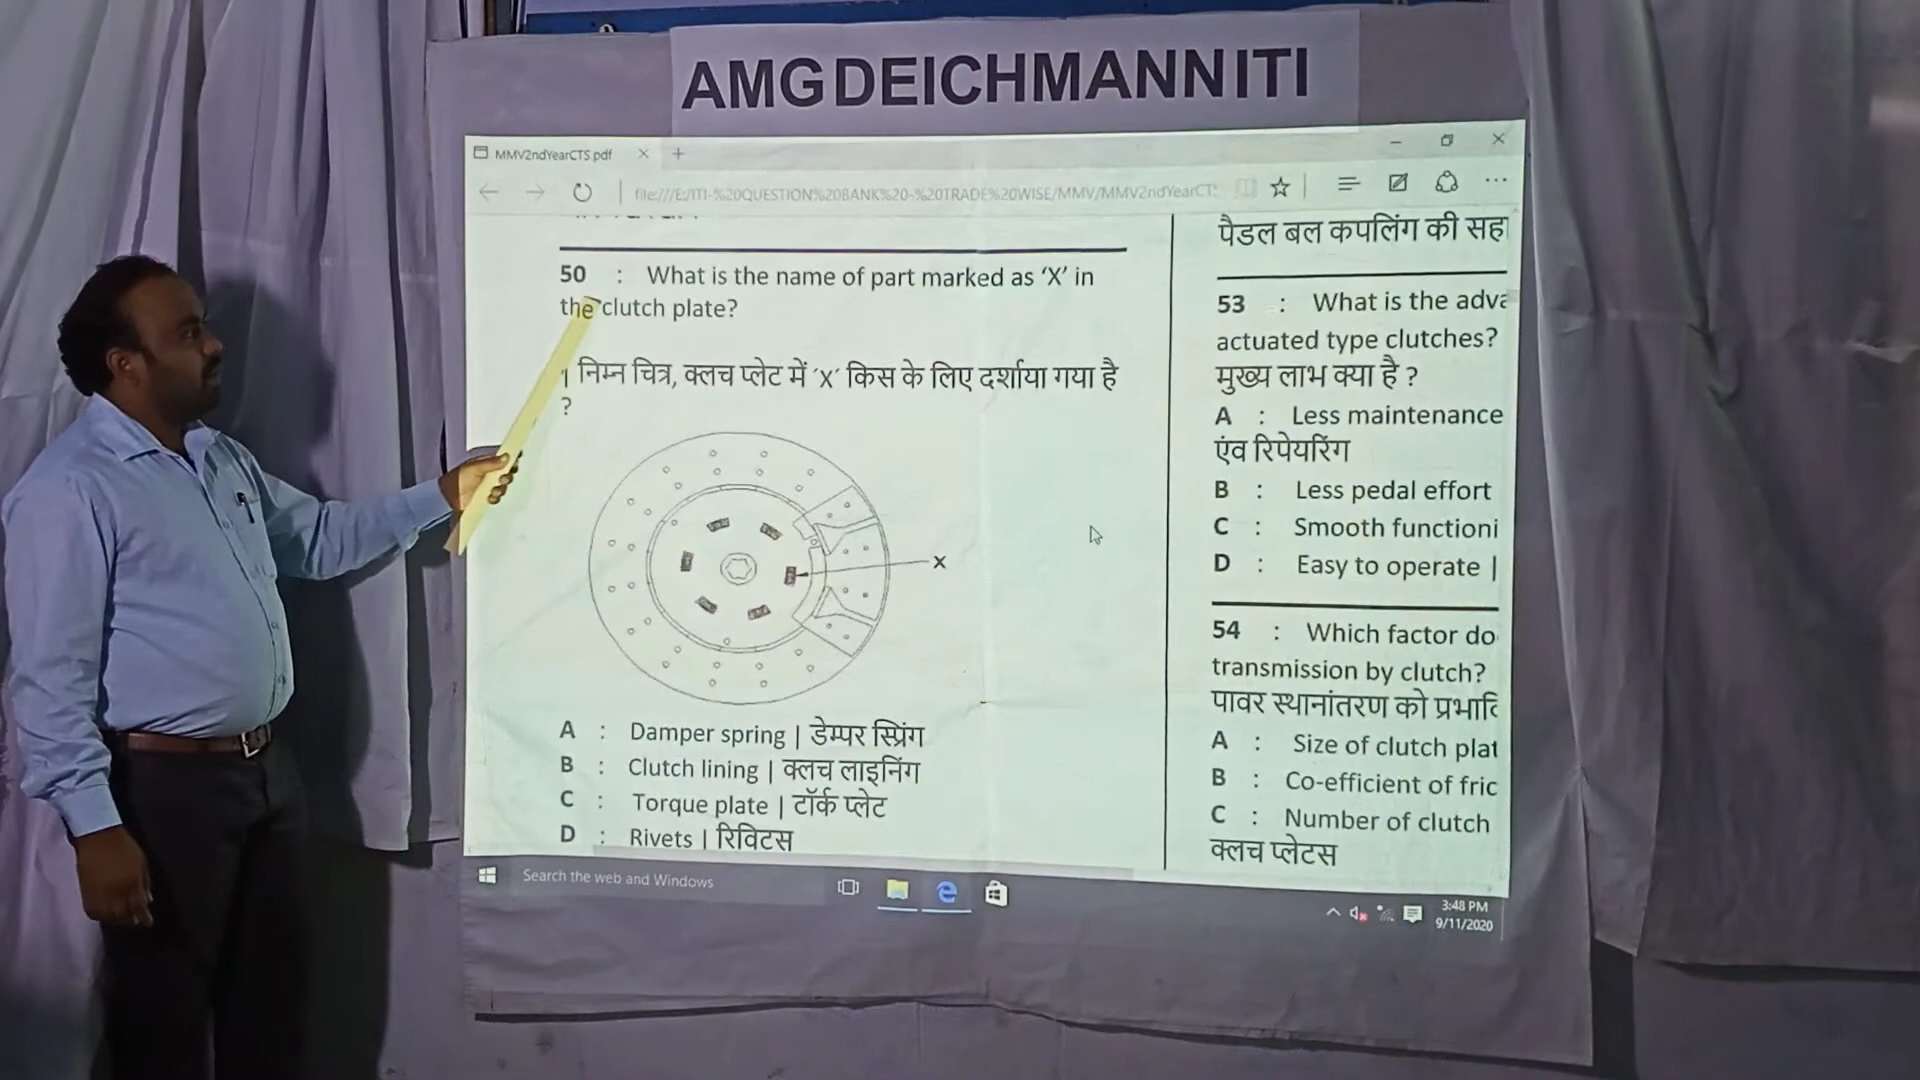 AMG DEICHMANN ITI
MMV2ndYearCTS.pdf
file:///E:/ITI-%20QUESTION%20BANK%20-%20TRADE%20WISE/MMV/MMV2ndYearCT
50 : What is the name of part marked as ‘X’ in
the clutch plate?
| निम्न चित्र, क्लच प्लेट में ´X´ किस के लिए दर्शाया गया है
?
X
A : Damper spring | डेम्पर स्प्रिंग
B : Clutch lining | क्लच लाइनिंग
C : Torque plate | टॉर्क प्लेट
D : Rivets | रिविटस
पैडल बल कपलिंग की सहा
53 : What is the adva
actuated type clutches?
मुख्य लाभ क्या है ?
A : Less maintenance
एंव रिपेयरिंग
B : Less pedal effort
C : Smooth functioni
D : Easy to operate |
54 : Which factor do
transmission by clutch?
पावर स्थानांतरण को प्रभावि
A : Size of clutch plat
B : Co-efficient of fric
C : Number of clutch
क्लच प्लेटस
Search the web and Windows
3:48 PM
9/11/2020